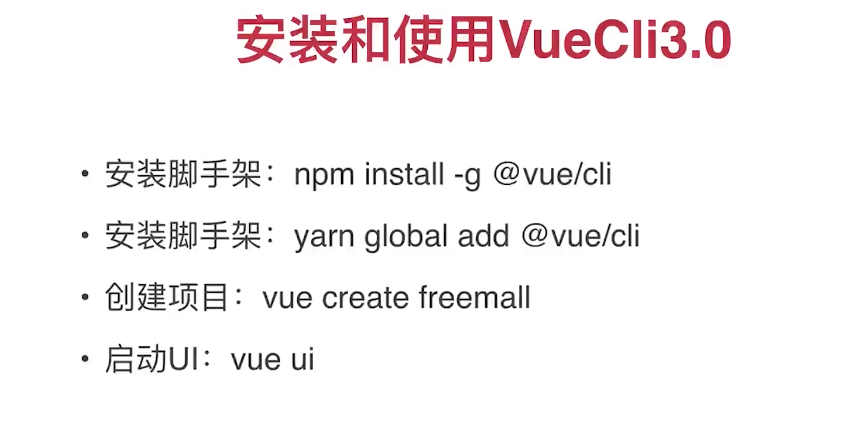 安装和使用VueCli3.0
• 安装脚手架：npm install -g @vue/cli
• 安装脚手架：yarn global add @vue/cli
• 创建项目：vue create freemall
• 启动UI：vue ui